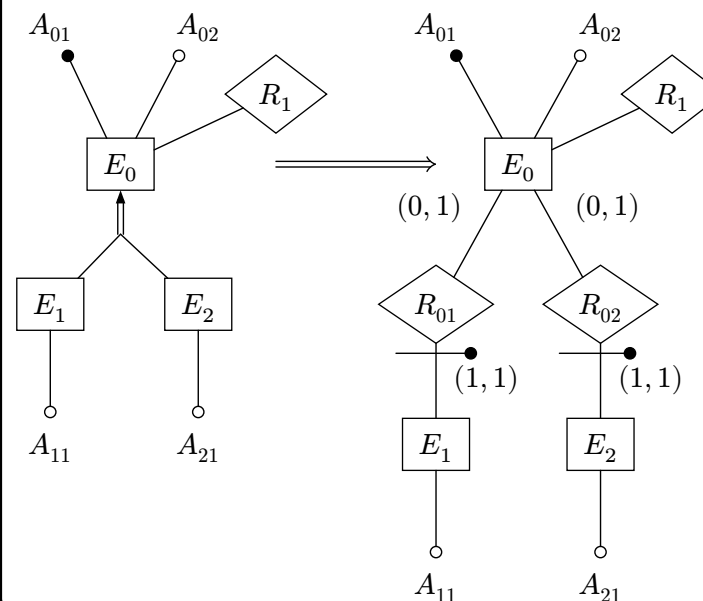 A₀₁ A₀₂ A₀₁ A₀₂
R₁ R₁
E₀ E₀
(0, 1) (0, 1)
E₁ E₂ R₀₁ R₀₂
(1, 1) (1, 1)
A₁₁ A₂₁ E₁ E₂
A₁₁ A₂₁